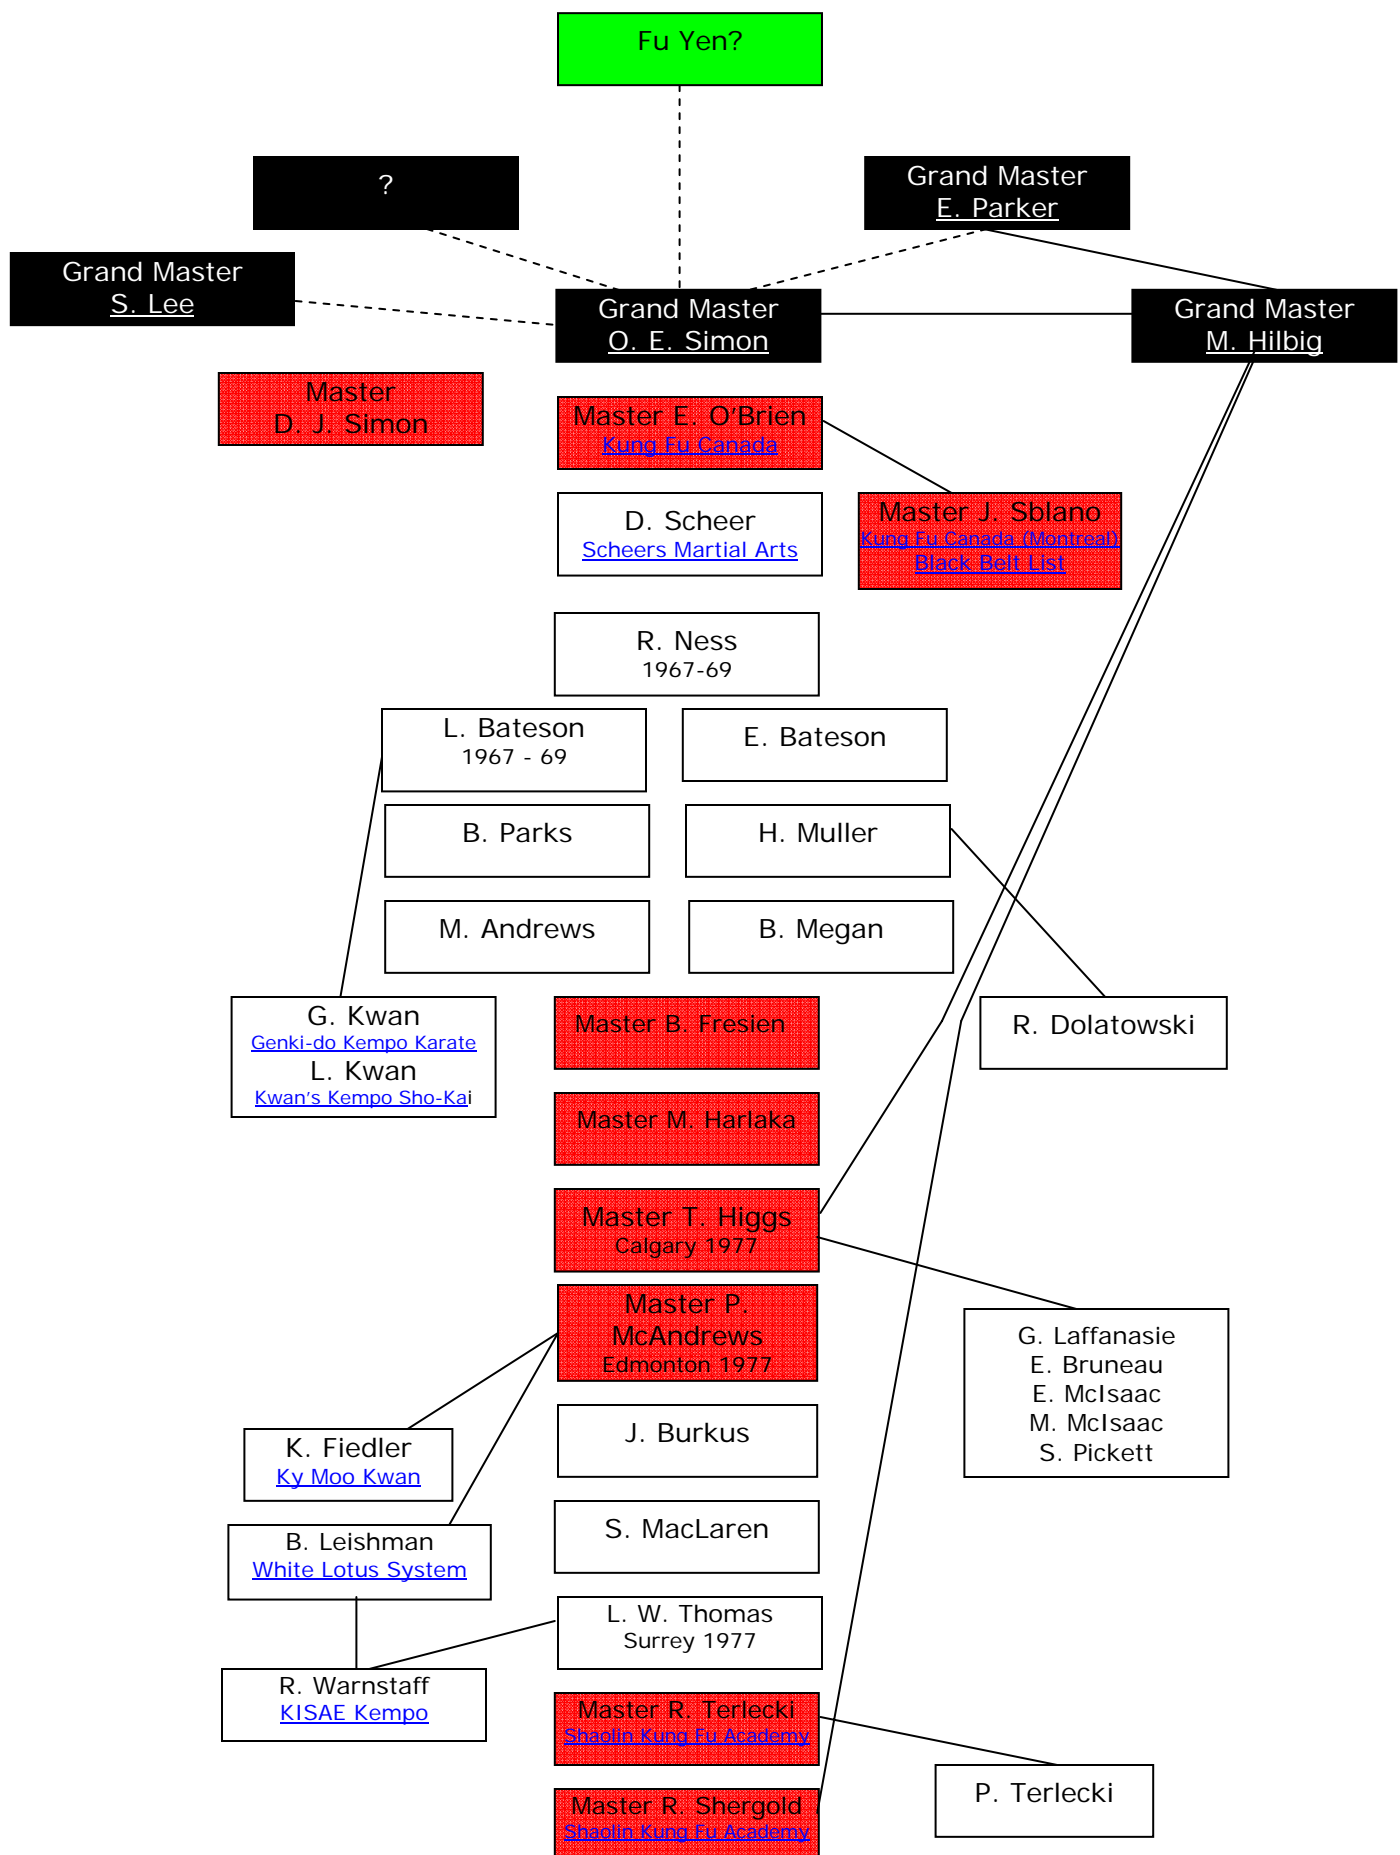 Fu Yen?
?
Grand Master
E. Parker
Grand Master
S. Lee
Grand Master
O. E. Simon
Grand Master
M. Hilbig
Master
D. J. Simon
Master E. O'Brien
Kung Fu Canada
D. Scheer
Scheers Martial Arts
Master J. Sblano
Kung Fu Canada (Montreal)
Black Belt List
R. Ness
1967-69
L. Bateson
1967 - 69
E. Bateson
B. Parks
H. Muller
M. Andrews
B. Megan
G. Kwan
Genki-do Kempo Karate
L. Kwan
Kwan's Kempo Sho-Kai
Master B. Fresien
R. Dolatowski
Master M. Harlaka
Master T. Higgs
Calgary 1977
Master P.
McAndrews
Edmonton 1977
G. Laffanasie
E. Bruneau
E. McIsaac
M. McIsaac
S. Pickett
J. Burkus
K. Fiedler
Ky Moo Kwan
S. MacLaren
B. Leishman
White Lotus System
L. W. Thomas
Surrey 1977
R. Warnstaff
KISAE Kempo
Master R. Terlecki
Shaolin Kung Fu Academy
P. Terlecki
Master R. Shergold
Shaolin Kung Fu Academy